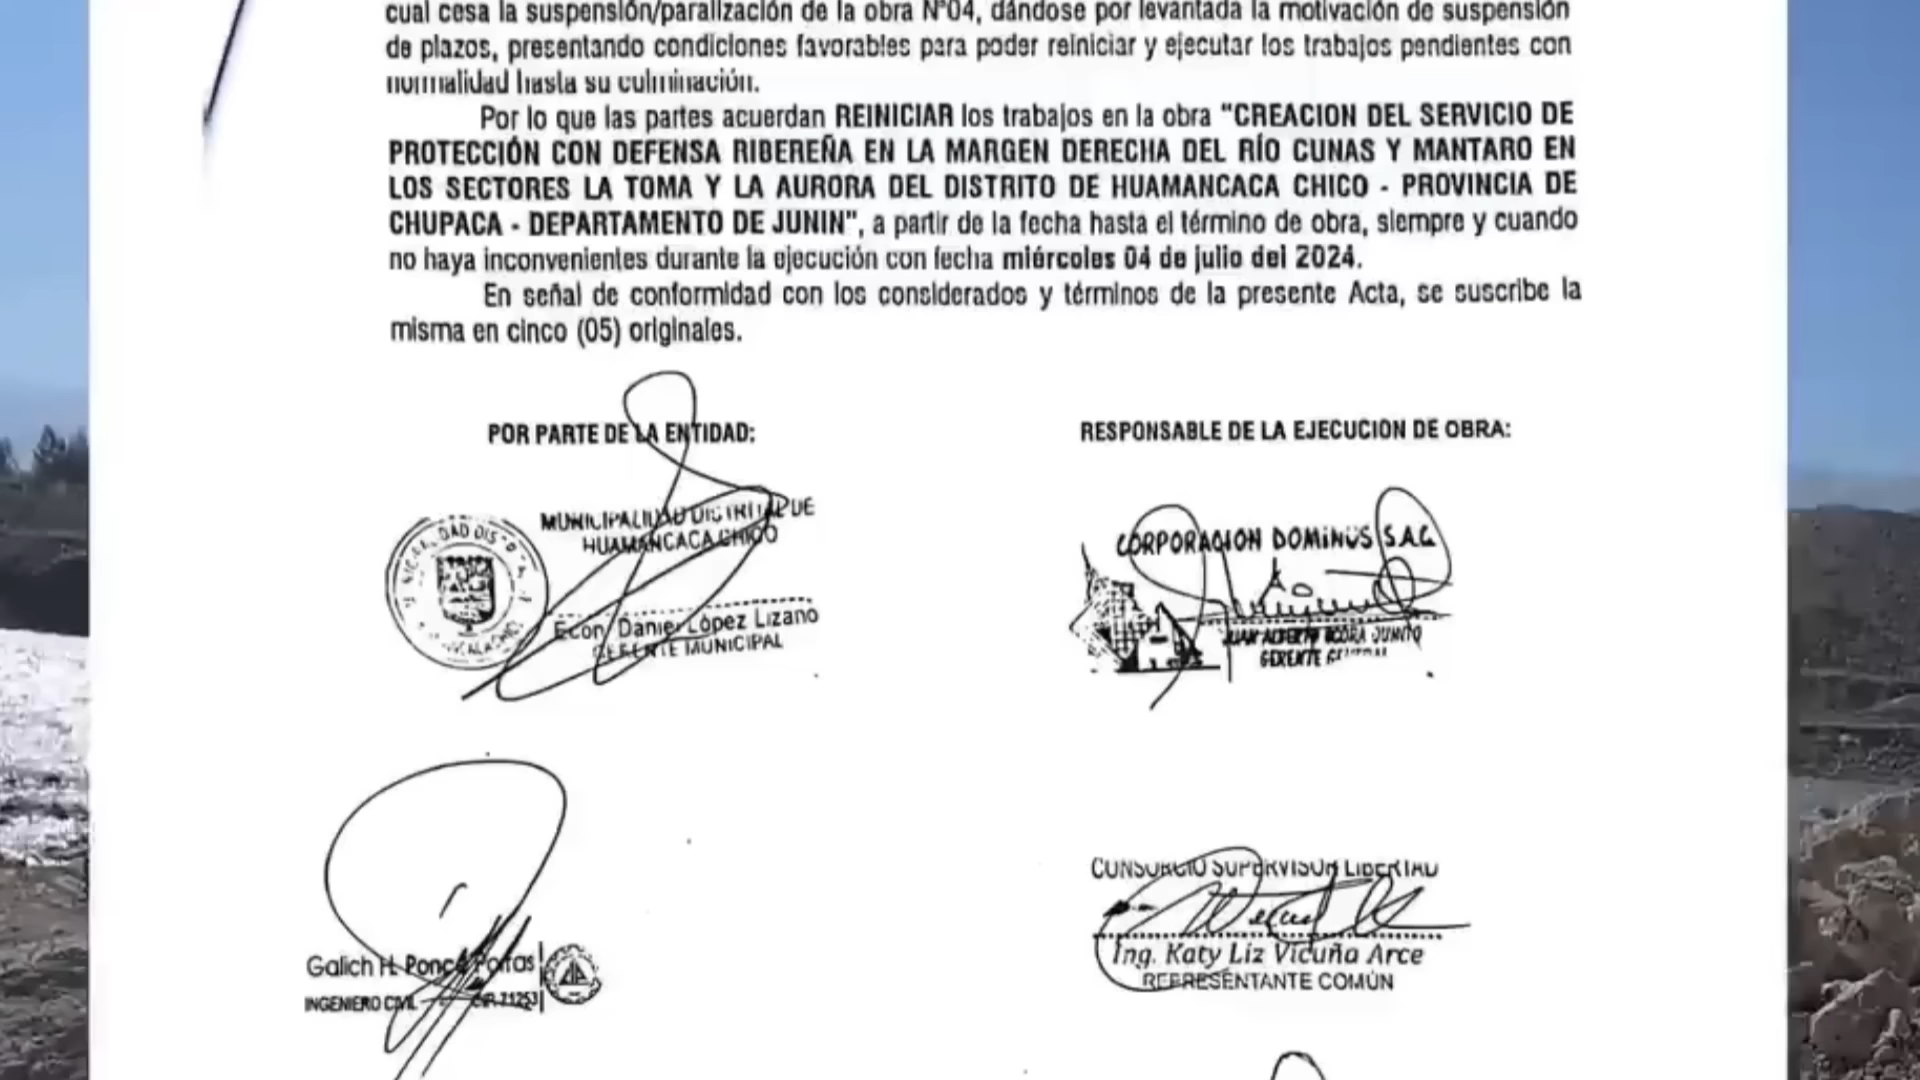 cual cesa la suspensión/paralización de la obra N°04, dándose por levantada la motivación de suspensión
de plazos, presentando condiciones favorables para poder reiniciar y ejecutar los trabajos pendientes con
normalidad hasta su culminación.
Por lo que las partes acuerdan REINICIAR los trabajos en la obra "CREACION DEL SERVICIO DE
PROTECCIÓN CON DEFENSA RIBEREÑA EN LA MARGEN DERECHA DEL RÍO CUNAS Y MANTARO EN
LOS SECTORES LA TOMA Y LA AURORA DEL DISTRITO DE HUAMANCACA CHICO - PROVINCIA DE
CHUPACA - DEPARTAMENTO DE JUNIN", a partir de la fecha hasta el término de obra, siempre y cuando
no haya inconvenientes durante la ejecución con fecha miércoles 04 de julio del 2024.
En señal de conformidad con los considerados y términos de la presente Acta, se suscribe la
misma en cinco (05) originales.
POR PARTE DE LA ENTIDAD:
RESPONSABLE DE LA EJECUCIÓN DE OBRA:
MUNICIPALIDAD DISTRITAL DE
HUAMANCACA CHICO
Econ. Daniel López Lizano
GERENTE MUNICIPAL
CORPORACION DOMINUS S.A.C.
JUAN ALBERTO
GERENTE GENERAL
Galich H. Ponce
INGENIERO CIVIL
CONSORCIO SUPERVISOR LIBERTAD
Ing. Katy Liz Vicuña Arce
REPRESENTANTE COMÚN